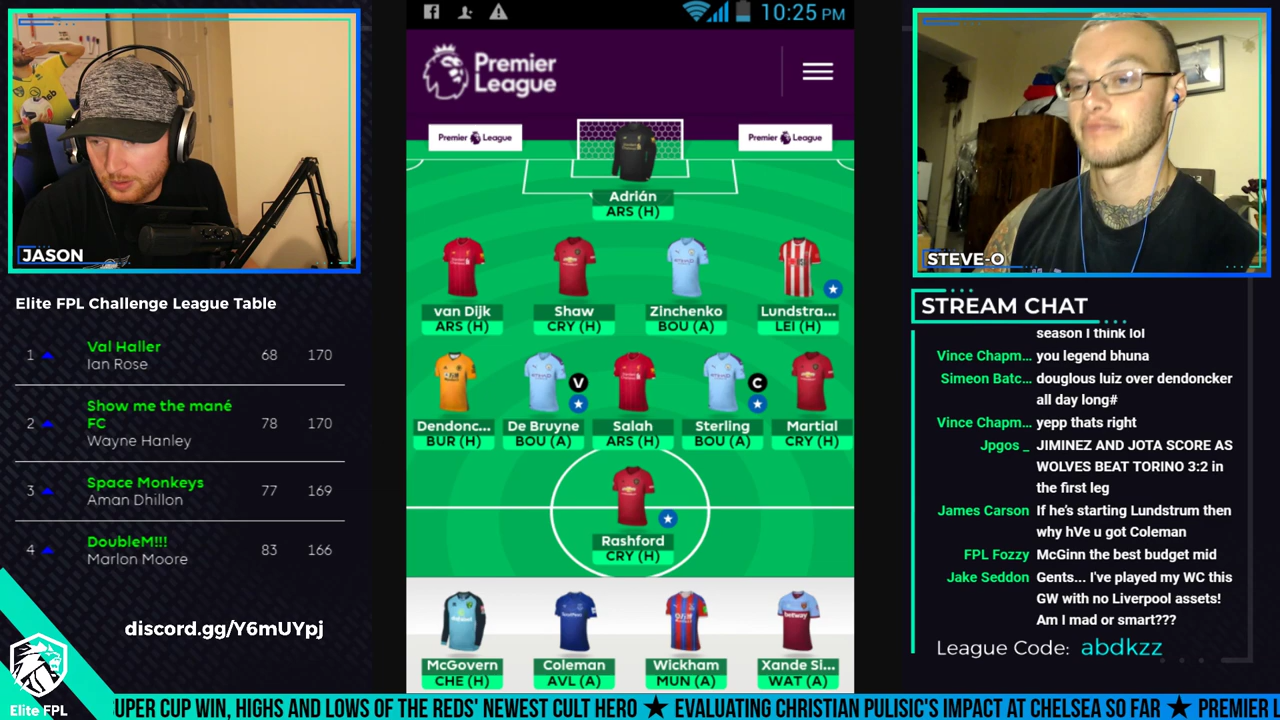 JASON
Elite FPL Challenge League Table
1 Val Haller 68 170
Ian Rose
2 Show me the mané FC 78 170
Wayne Hanley
3 Space Monkeys 77 169
Aman Dhillon
4 DoubleM!!! 83 166
Marlon Moore
discord.gg/Y6mUYpj
Elite FPL
10:25 PM
Premier
League
Premier League
Premier League
Adrián
ARS (H)
van Dijk Shaw Zinchenko Lundstra...
ARS (H) CRY (H) BOU (A) LEI (H)
V C
Dendonc... De Bruyne Salah Sterling Martial
BUR (H) BOU (A) ARS (H) BOU (A) CRY (H)
Rashford
CRY (H)
McGovern Coleman Wickham Xande Si...
CHE (H) AVL (A) MUN (A) WAT (A)
STEVE-O
STREAM CHAT
season I think lol
Vince Chapm... you legend bhuna
Simeon Batc... douglous luiz over dendoncker
all day long#
Vince Chapm... yepp thats right
Jpgos _ JIMINEZ AND JOTA SCORE AS
WOLVES BEAT TORINO 3:2 in
the first leg
James Carson If he's starting Lundstrum then
why hVe u got Coleman
FPL Fozzy McGinn the best budget mid
Jake Seddon Gents... I've played my WC this
GW with no Liverpool assets!
Am I mad or smart???
League Code: abdkzz
UPER CUP WIN, HIGHS AND LOWS OF THE REDS' NEWEST CULT HERO ★ EVALUATING CHRISTIAN PULISIC'S IMPACT AT CHELSEA SO FAR ★ PREMIER